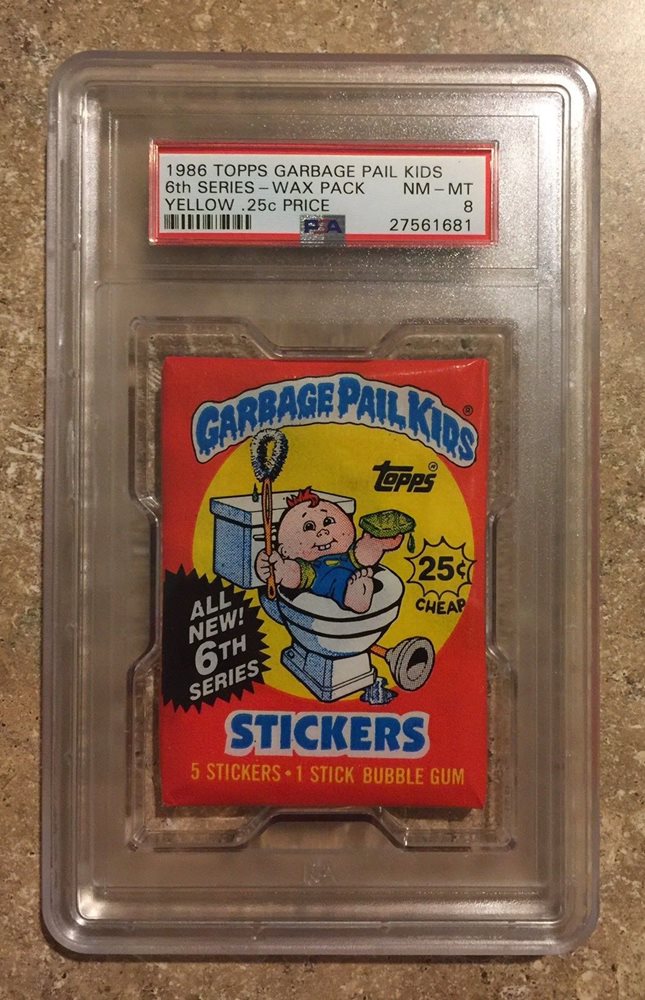 1986 TOPPS GARBAGE PAIL KIDS
6th SERIES - WAX PACK NM - MT
YELLOW .25c PRICE 8
PSA 27561681
GARBAGE PAIL KIDS®
topps®
25¢
CHEAP
ALL
NEW!
6TH
SERIES
STICKERS
5 STICKERS • 1 STICK BUBBLE GUM